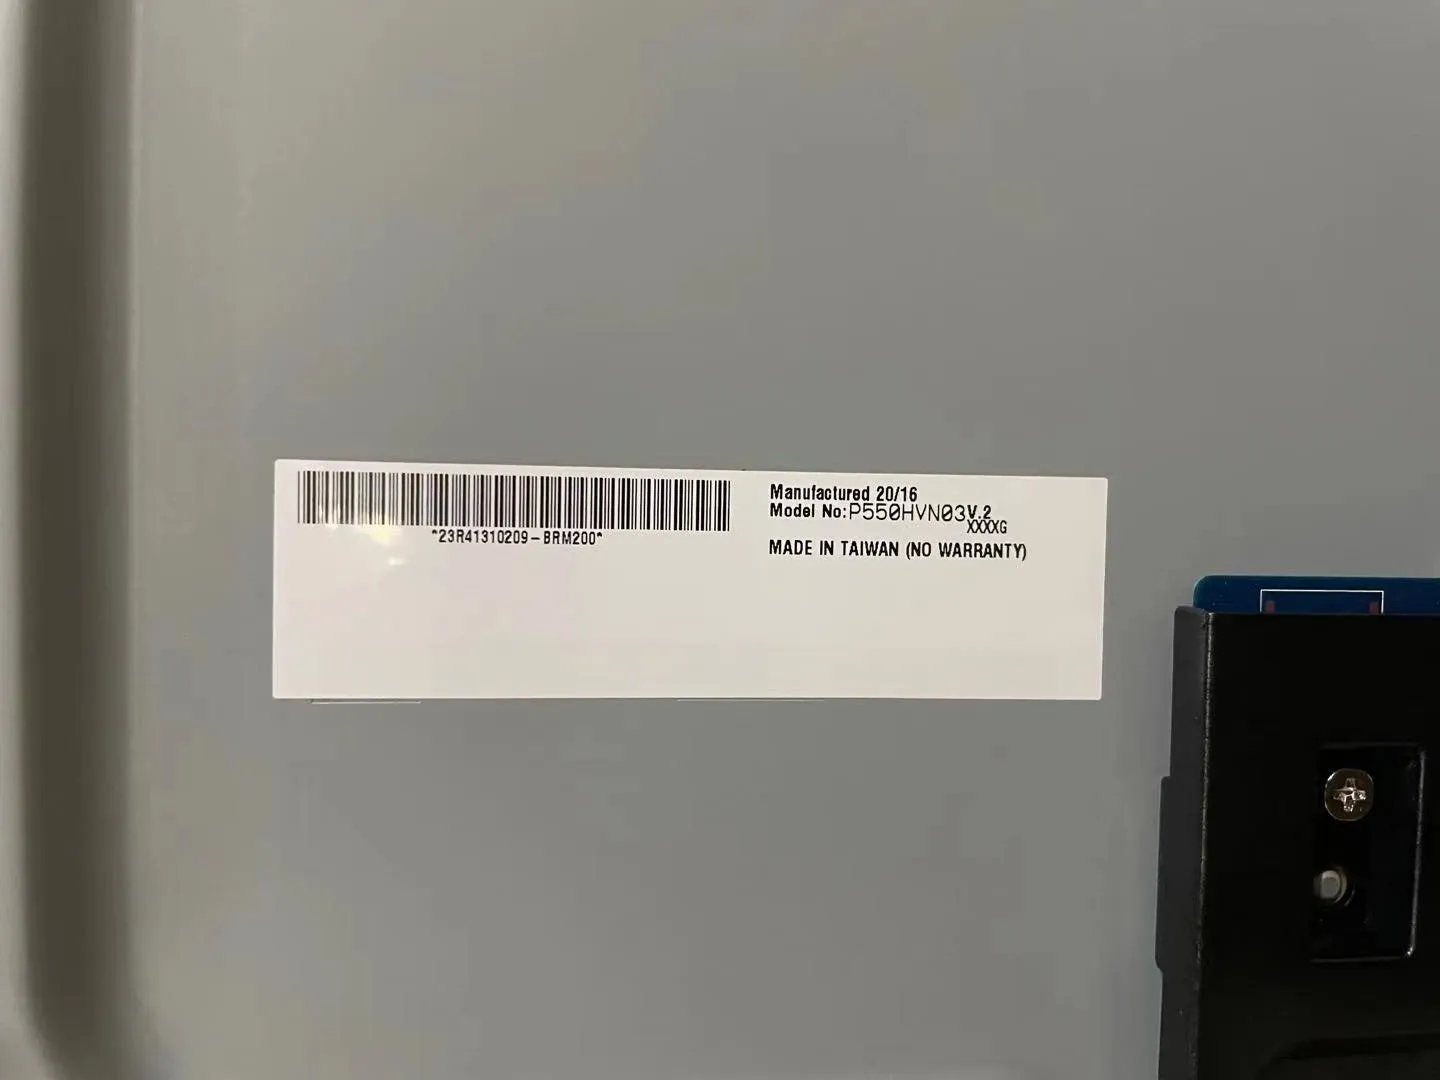 *23R41310209-BRM200*
Manufactured 20/16
Model No:P550HVN03V.2
XXXXG
MADE IN TAIWAN (NO WARRANTY)